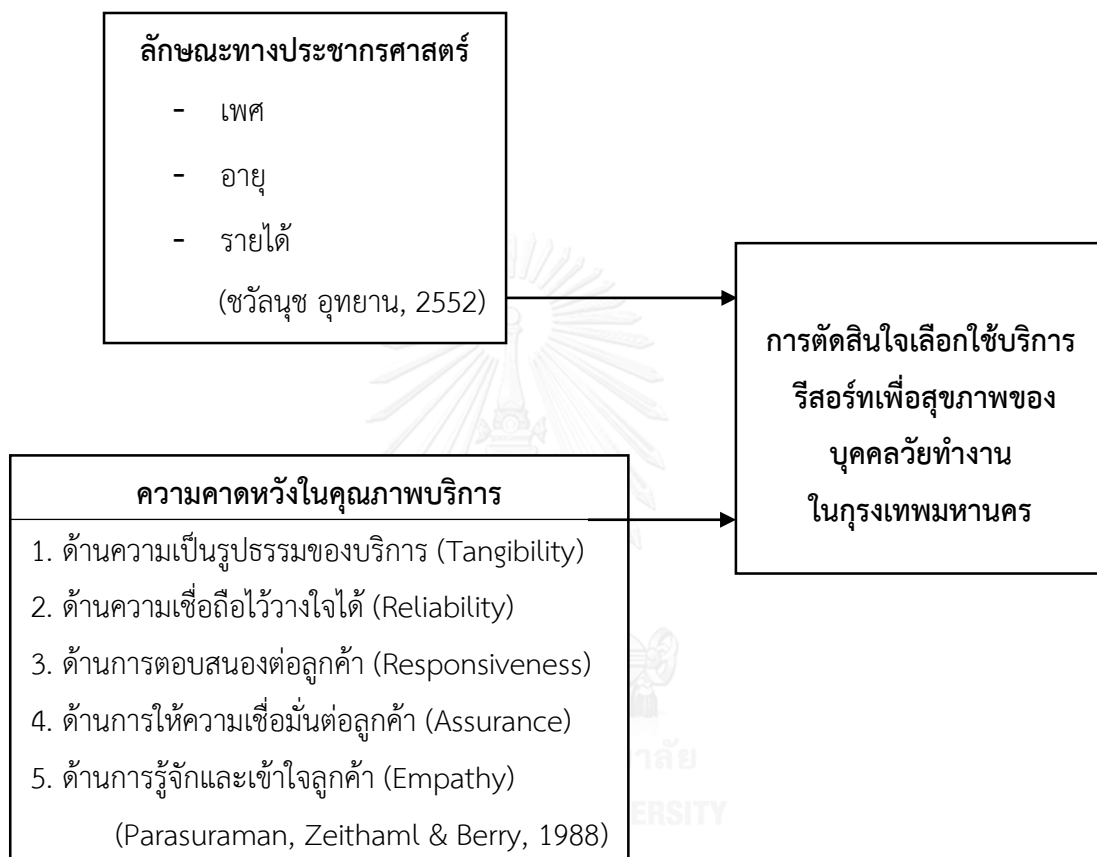 ลักษณะทางประชากรศาสตร์
- เพศ
- อายุ
- รายได้
(ชวัลนุช อุทยาน, 2552)
การตัดสินใจเลือกใช้บริการ
รีสอร์ทเพื่อสุขภาพของ
บุคคลวัยทำงาน
ในกรุงเทพมหานคร
ความคาดหวังในคุณภาพบริการ
1. ด้านความเป็นรูปธรรมของบริการ (Tangibility)
2. ด้านความเชื่อถือไว้วางใจได้ (Reliability)
3. ด้านการตอบสนองต่อลูกค้า (Responsiveness)
4. ด้านการให้ความเชื่อมั่นต่อลูกค้า (Assurance)
5. ด้านการรู้จักและเข้าใจลูกค้า (Empathy)
(Parasuraman, Zeithaml & Berry, 1988)